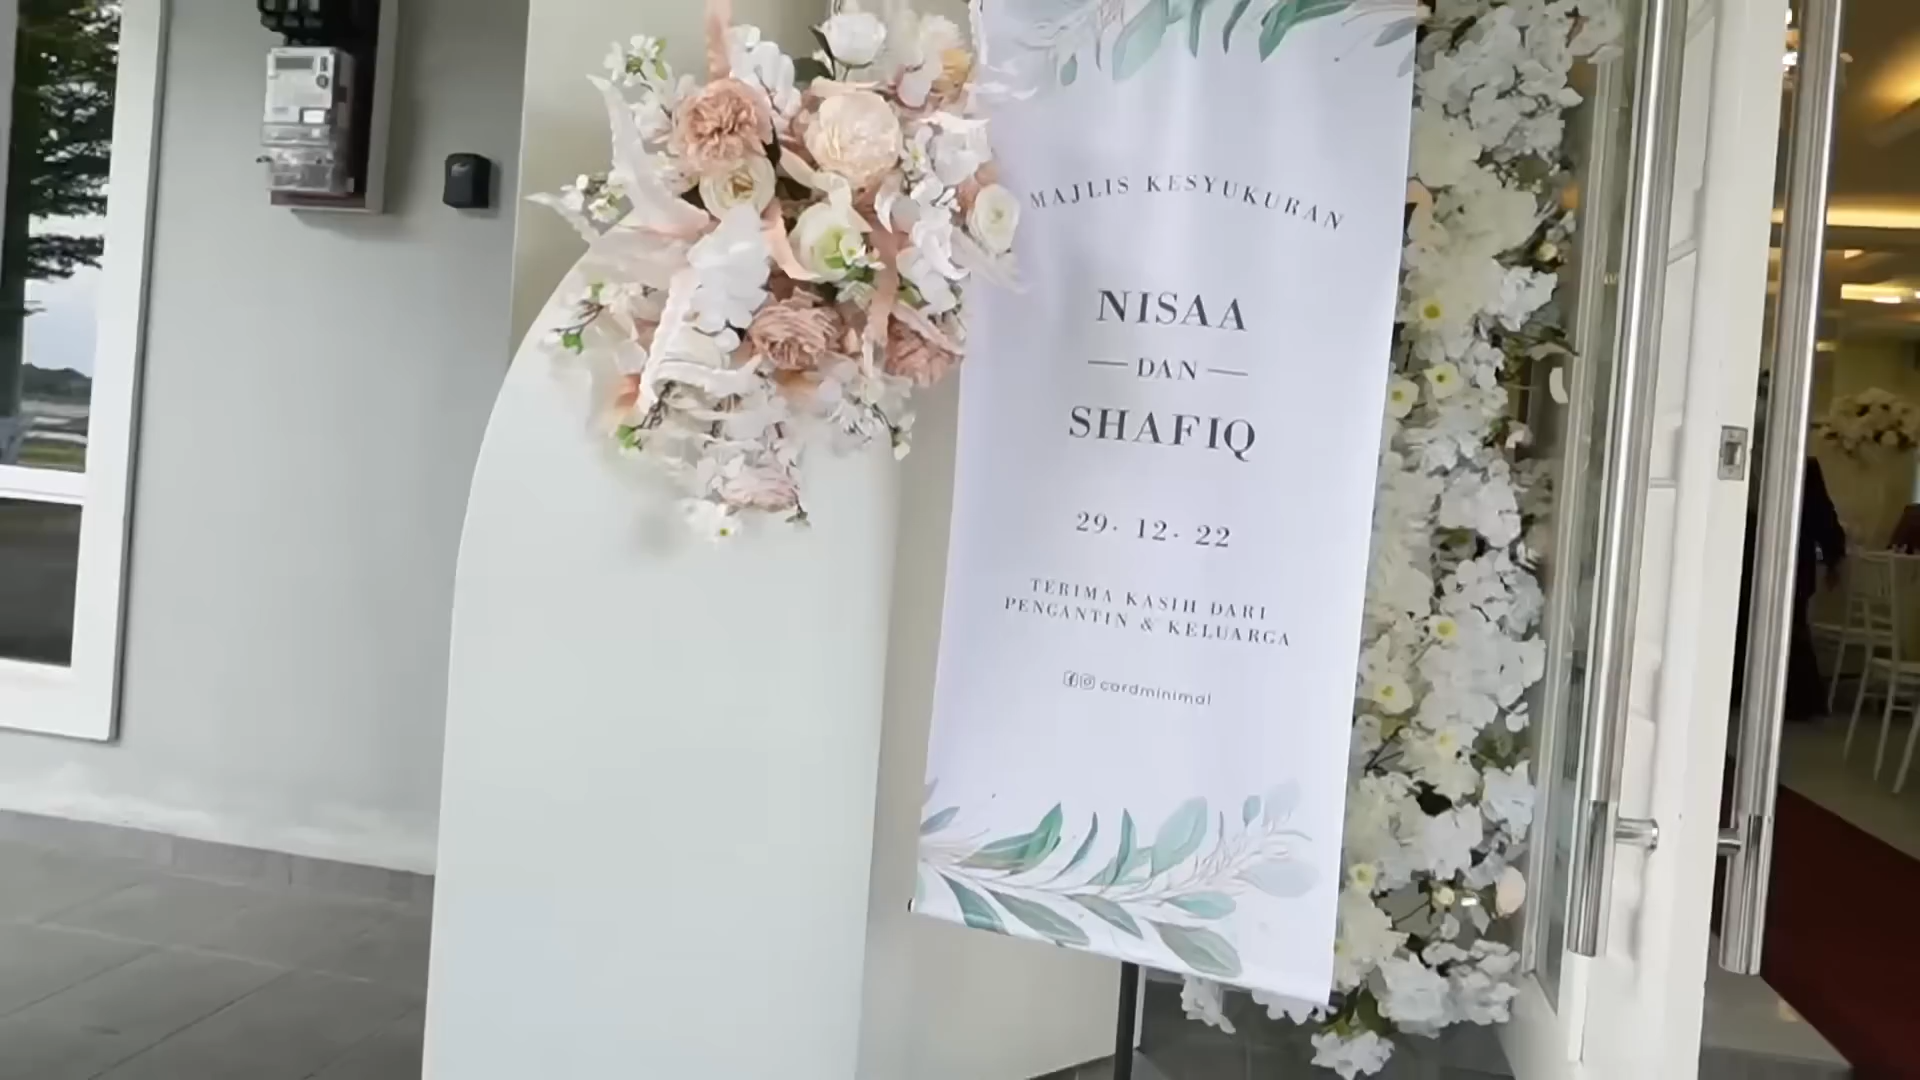 MAJLIS KESYUKURAN
NISAA
DAN
SHAFIQ
29. 12. 22
TERIMA KASIH DARI
PENGANTIN & KELUARGA
cardminimal